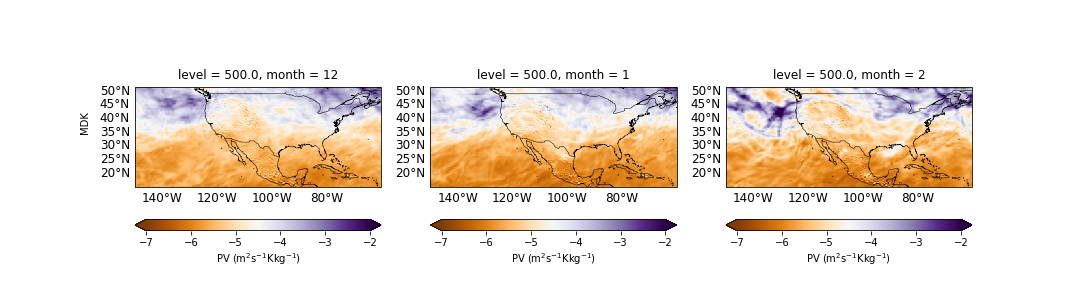 level = 500.0, month = 12
level = 500.0, month = 1
level = 500.0, month = 2
MDK
50°N
45°N
40°N
35°N
30°N
25°N
20°N
140°W 120°W 100°W 80°W
50°N
45°N
40°N
35°N
30°N
25°N
20°N
140°W 120°W 100°W 80°W
50°N
45°N
40°N
35°N
30°N
25°N
20°N
140°W 120°W 100°W 80°W
−7 −6 −5 −4 −3 −2
PV (m²s⁻¹Kkg⁻¹)
−7 −6 −5 −4 −3 −2
PV (m²s⁻¹Kkg⁻¹)
−7 −6 −5 −4 −3 −2
PV (m²s⁻¹Kkg⁻¹)